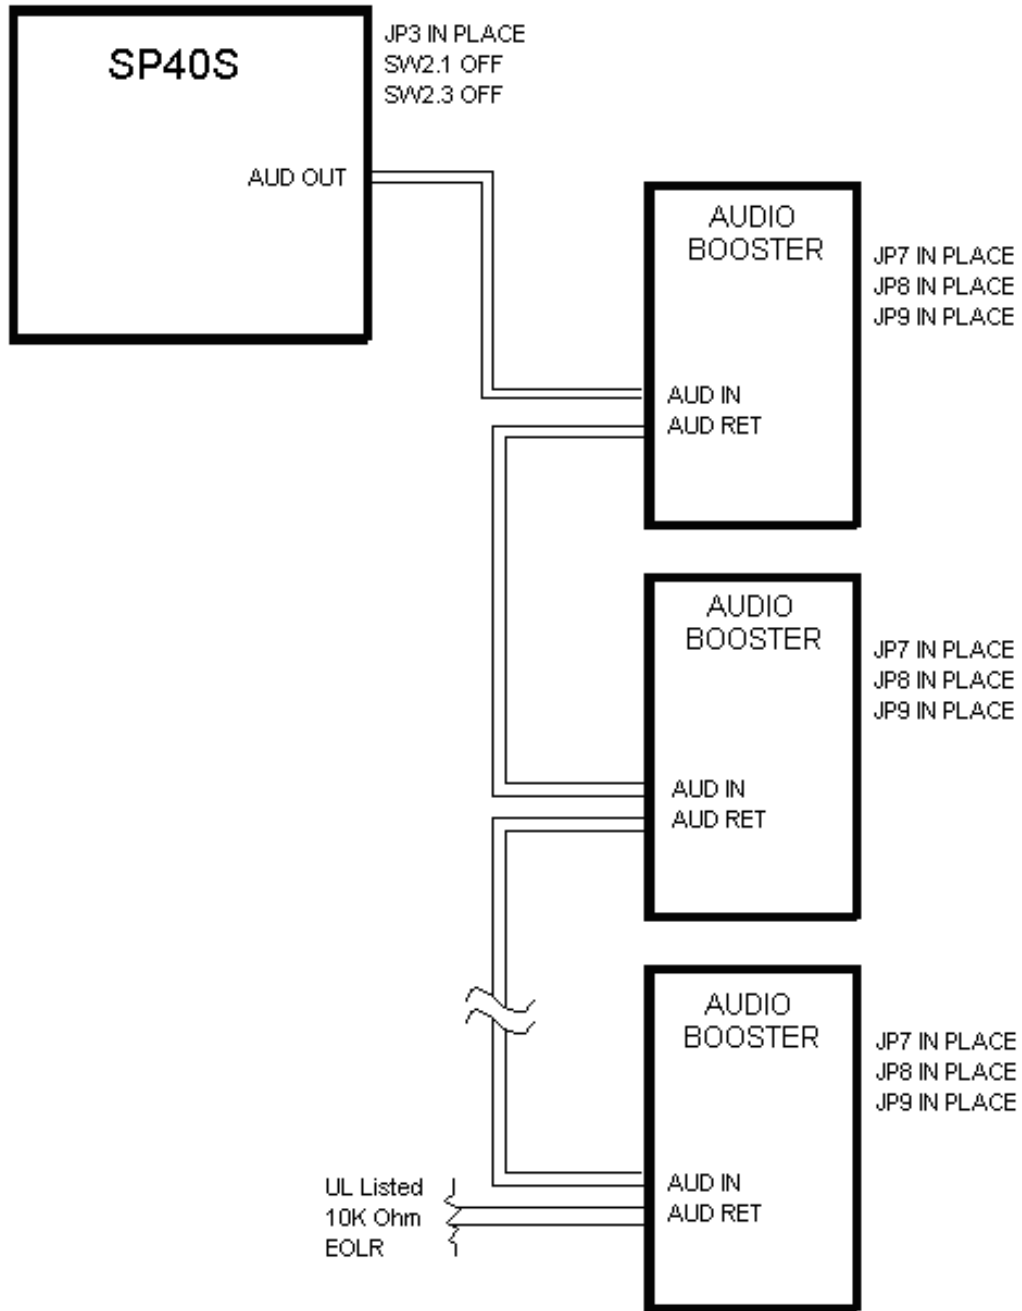 SP40S
JP3 IN PLACE
SW2.1 OFF
SW2.3 OFF
AUD OUT
AUDIO
BOOSTER
JP7 IN PLACE
JP8 IN PLACE
JP9 IN PLACE
AUD IN
AUD RET
AUDIO
BOOSTER
JP7 IN PLACE
JP8 IN PLACE
JP9 IN PLACE
AUD IN
AUD RET
AUDIO
BOOSTER
JP7 IN PLACE
JP8 IN PLACE
JP9 IN PLACE
AUD IN
AUD RET
UL Listed
10K Ohm
EOLR